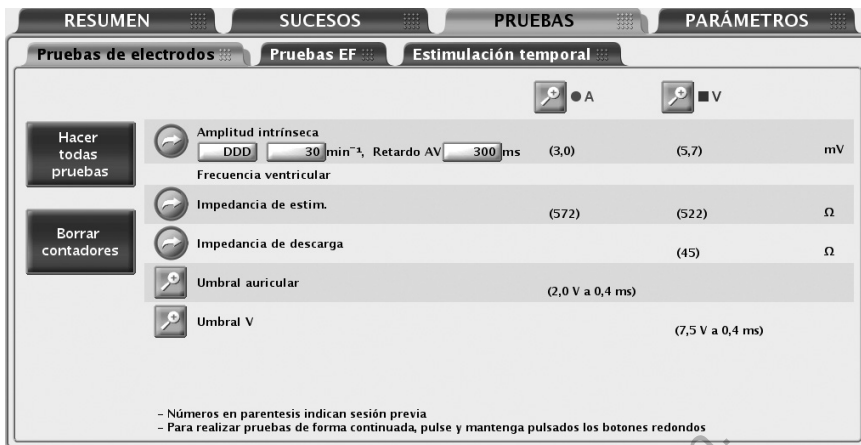 RESUMEN SUCESOS PRUEBAS PARÁMETROS
Pruebas de electrodos Pruebas EF Estimulación temporal
A V
Hacer todas pruebas
Amplitud intrínseca
DDD 30 min⁻¹, Retardo AV 300 ms (3,0) (5,7) mV
Frecuencia ventricular
Impedancia de estim. (572) (522) Ω
Borrar contadores
Impedancia de descarga (45) Ω
Umbral auricular (2,0 V a 0,4 ms)
Umbral V (7,5 V a 0,4 ms)
– Números en parentesis indican sesión previa
– Para realizar pruebas de forma continuada, pulse y mantenga pulsados los botones redondos